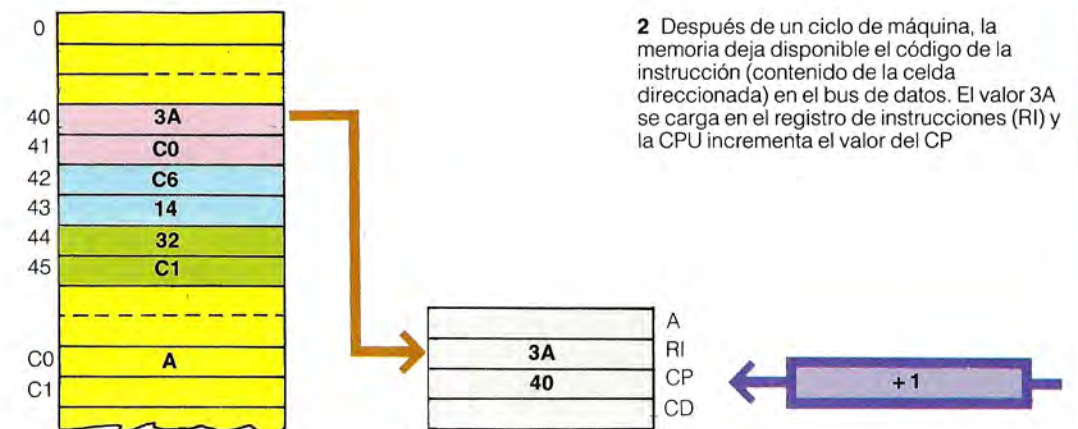 2 Después de un ciclo de máquina, la
memoria deja disponible el código de la
instrucción (contenido de la celda
direccionada) en el bus de datos. El valor 3A
se carga en el registro de instrucciones (RI) y
la CPU incrementa el valor del CP
0
40 3A
41 C0
42 C6
43 14
44 32
45 C1
C0 A
C1
A
3A RI
40 CP
CD
+1